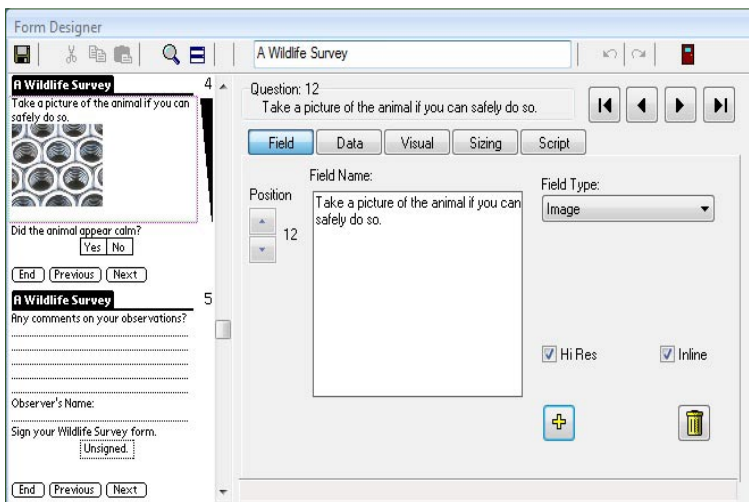 Form Designer
A Wildlife Survey
A Wildlife Survey 4
Take a picture of the animal if you can
safely do so.
Did the animal appear calm?
Yes No
End Previous Next
A Wildlife Survey 5
Any comments on your observations?
Observer's Name:
Sign your Wildlife Survey form.
Unsigned.
End Previous Next
Question: 12
Take a picture of the animal if you can safely do so.
Field Data Visual Sizing Script
Position
12
Field Name:
Take a picture of the animal if you can
safely do so.
Field Type:
Image
Hi Res
Inline